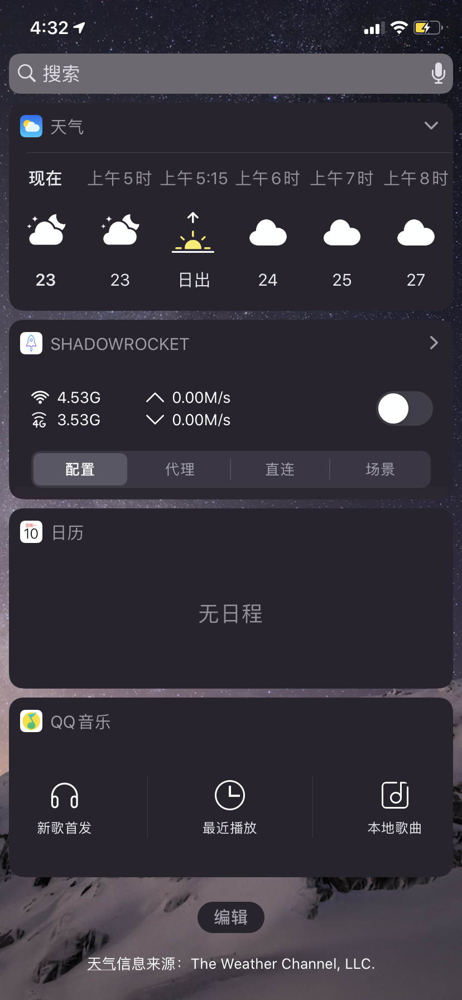 4:32
搜索
天气
现在 上午5时 上午5:15 上午6时 上午7时 上午8时
23 23 日出 24 25 27
SHADOWROCKET
4.53G 0.00M/s
4G 3.53G 0.00M/s
配置 代理 直连 场景
星期一
10 日历
无日程
QQ音乐
新歌首发 最近播放 本地歌曲
编辑
天气信息来源：The Weather Channel, LLC.